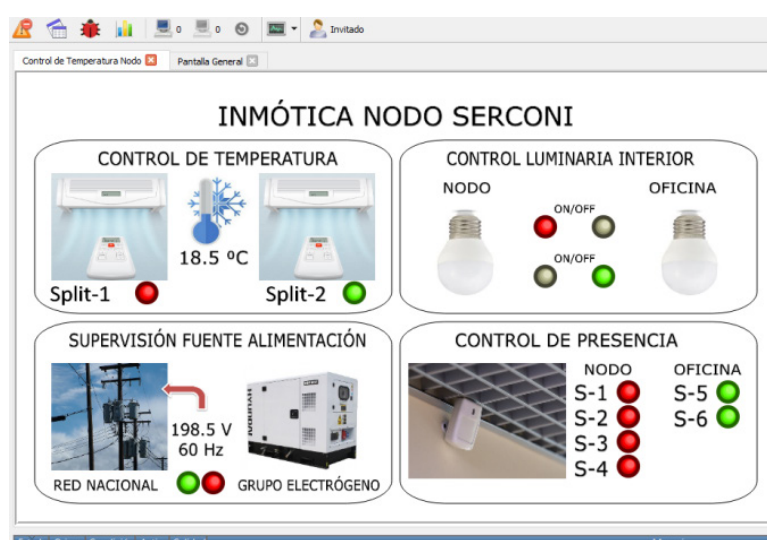 0
0
Invitado
Control de Temperatura Nodo
Pantalla General
INMÓTICA NODO SERCONI
CONTROL DE TEMPERATURA
18.5 ºC
Split-1
Split-2
CONTROL LUMINARIA INTERIOR
NODO
OFICINA
ON/OFF
ON/OFF
SUPERVISIÓN FUENTE ALIMENTACIÓN
198.5 V
60 Hz
RED NACIONAL
GRUPO ELECTRÓGENO
CONTROL DE PRESENCIA
NODO
OFICINA
S-1
S-2
S-3
S-4
S-5
S-6